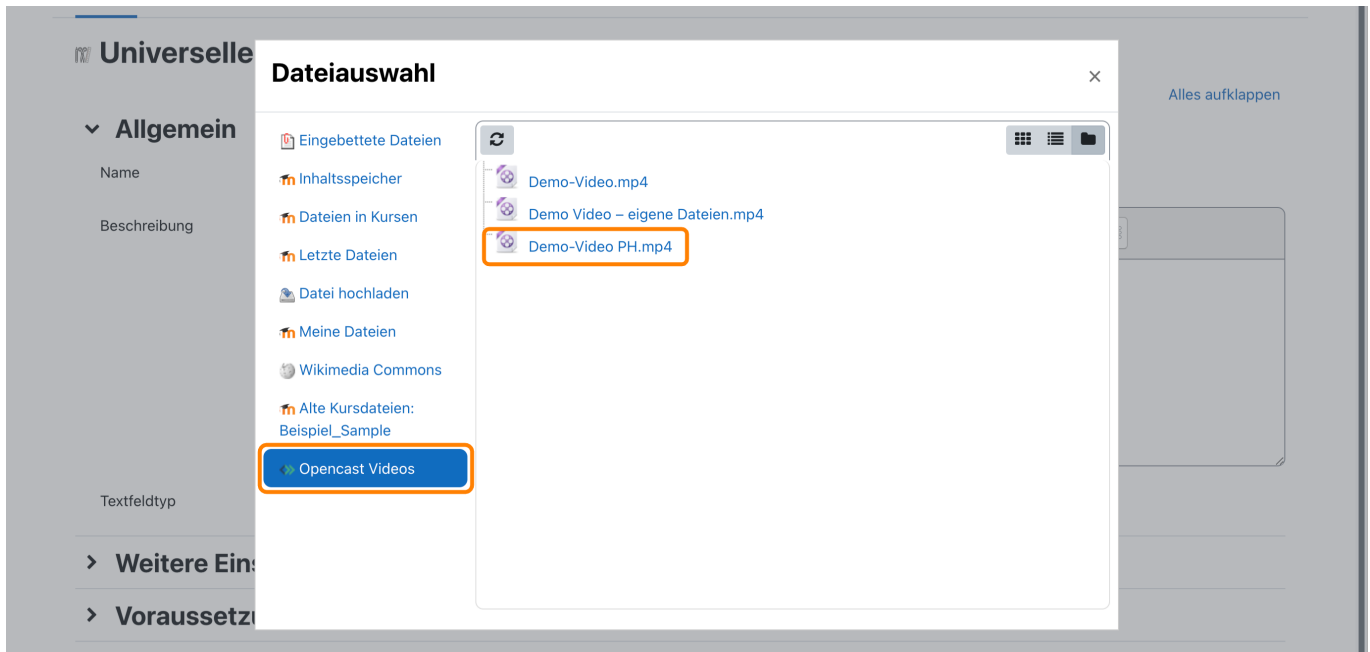 Universelle
Alles aufklappen
Allgemein
Name
Beschreibung
Textfeldtyp
Weitere Eins
Voraussetzu
Dateiauswahl
×
Eingebettete Dateien
Inhaltsspeicher
Dateien in Kursen
Letzte Dateien
Datei hochladen
Meine Dateien
Wikimedia Commons
Alte Kursdateien:
Beispiel_Sample
Opencast Videos
Demo-Video.mp4
Demo Video – eigene Dateien.mp4
Demo-Video PH.mp4